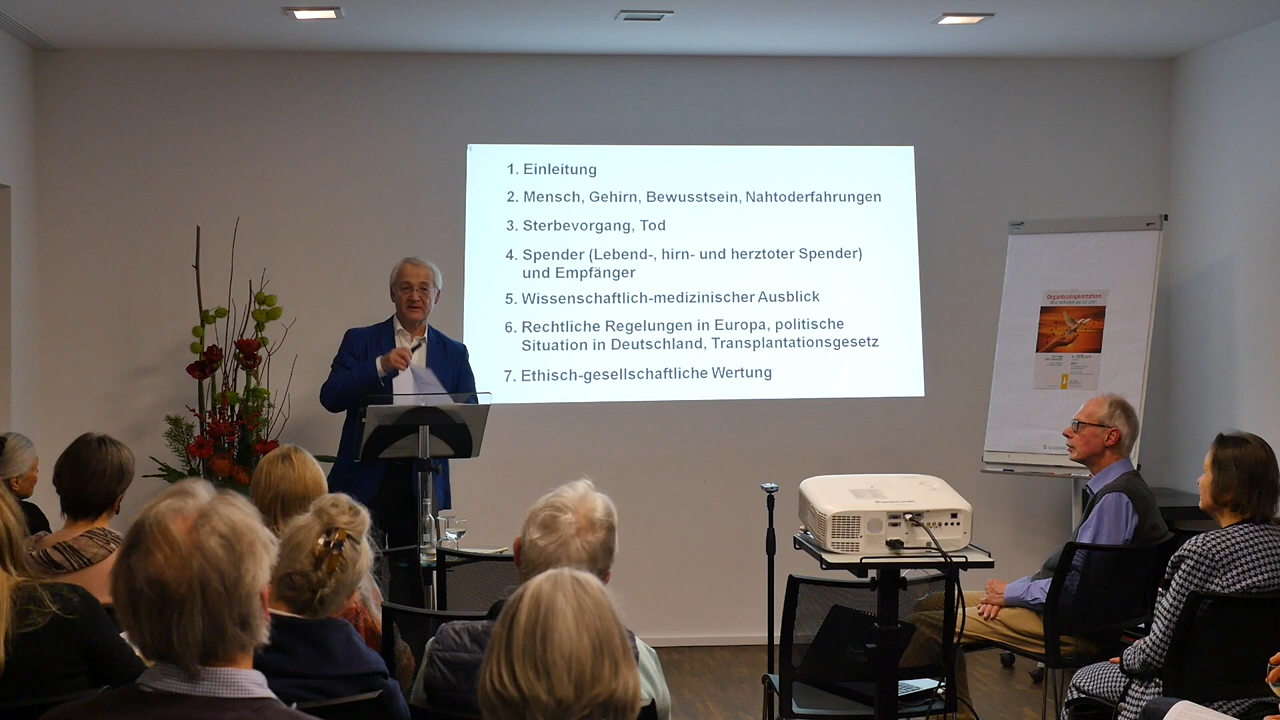 1. Einleitung
2. Mensch, Gehirn, Bewusstsein, Nahtoderfahrungen
3. Sterbevorgang, Tod
4. Spender (Lebend-, hirn- und herztoter Spender)
und Empfänger
5. Wissenschaftlich-medizinischer Ausblick
6. Rechtliche Regelungen in Europa, politische
Situation in Deutschland, Transplantationsgesetz
7. Ethisch-gesellschaftliche Wertung
Organtransplantation
Panasonic